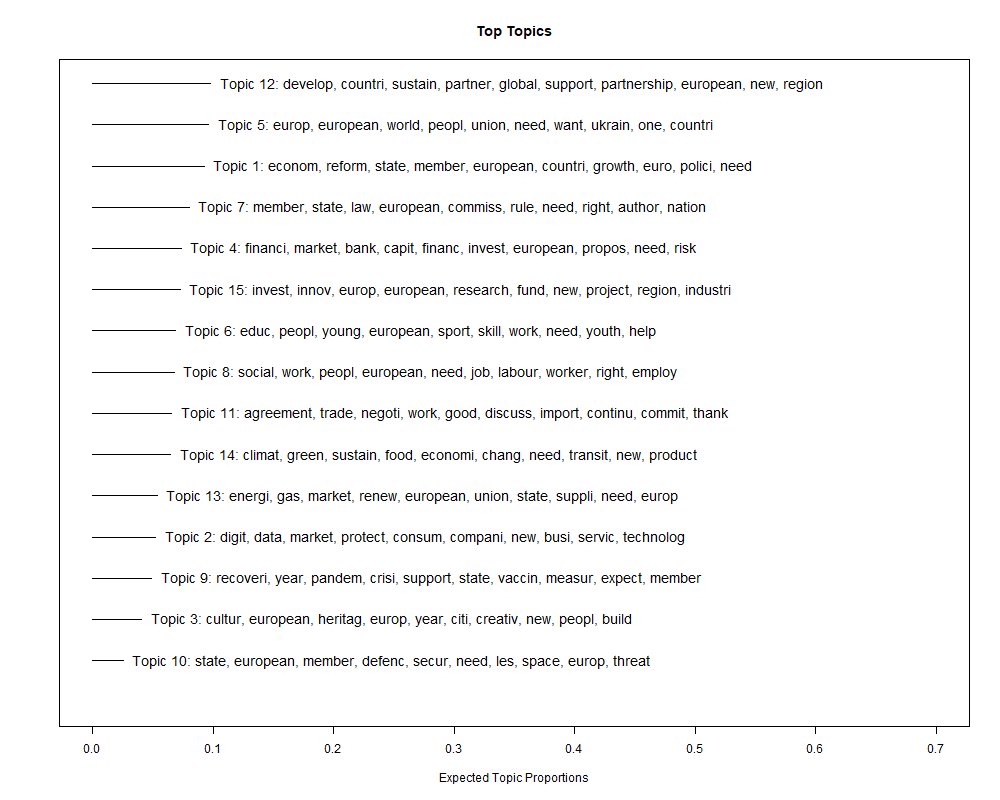 Top Topics
Topic 12: develop, countri, sustain, partner, global, support, partnership, european, new, region
Topic 5: europ, european, world, peopl, union, need, want, ukrain, one, countri
Topic 1: econom, reform, state, member, european, countri, growth, euro, polici, need
Topic 7: member, state, law, european, commiss, rule, need, right, author, nation
Topic 4: financi, market, bank, capit, financ, invest, european, propos, need, risk
Topic 15: invest, innov, europ, european, research, fund, new, project, region, industri
Topic 6: educ, peopl, young, european, sport, skill, work, need, youth, help
Topic 8: social, work, peopl, european, need, job, labour, worker, right, employ
Topic 11: agreement, trade, negoti, work, good, discuss, import, continu, commit, thank
Topic 14: climat, green, sustain, food, economi, chang, need, transit, new, product
Topic 13: energi, gas, market, renew, european, union, state, suppli, need, europ
Topic 2: digit, data, market, protect, consum, compani, new, busi, servic, technolog
Topic 9: recoveri, year, pandem, crisi, support, state, vaccin, measur, expect, member
Topic 3: cultur, european, heritag, europ, year, citi, creativ, new, peopl, build
Topic 10: state, european, member, defenc, secur, need, les, space, europ, threat
0.0 0.1 0.2 0.3 0.4 0.5 0.6 0.7
Expected Topic Proportions